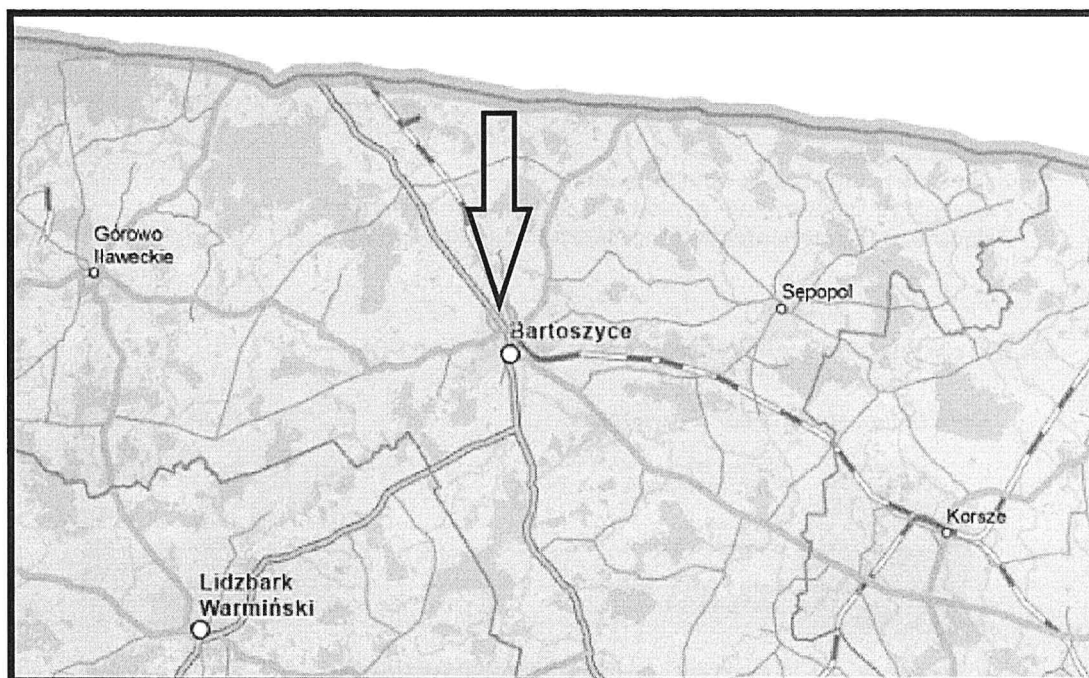 Górowo
Iławeckie
Sępopol
Bartoszyce
Korsze
Lidzbark
Warmiński